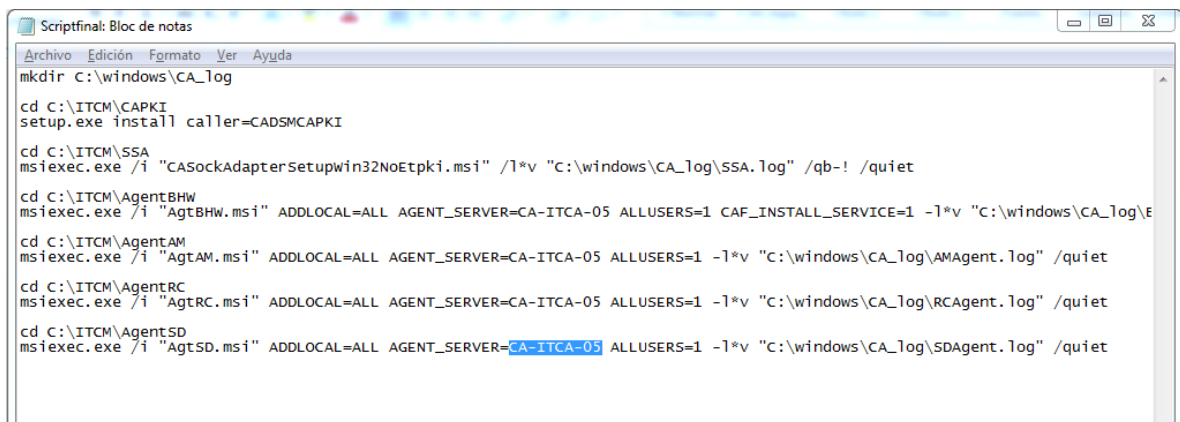 Scriptfinal: Bloc de notas
Archivo Edición Formato Ver Ayuda
mkdir C:\windows\CA_log
cd C:\ITCM\CAPKI
setup.exe install caller=CADSMCAPKI
cd C:\ITCM\SSA
msiexec.exe /i "CASockAdapterSetupWin32NoEtpki.msi" /l*v "C:\windows\CA_log\SSA.log" /qb-! /quiet
cd C:\ITCM\AgentBHW
msiexec.exe /i "AgtBHW.msi" ADDLOCAL=ALL AGENT_SERVER=CA-ITCA-05 ALLUSERS=1 CAF_INSTALL_SERVICE=1 -l*v "C:\windows\CA_log\
cd C:\ITCM\AgentAM
msiexec.exe /i "AgtAM.msi" ADDLOCAL=ALL AGENT_SERVER=CA-ITCA-05 ALLUSERS=1 -l*v "C:\windows\CA_log\AMAgent.log" /quiet
cd C:\ITCM\AgentRC
msiexec.exe /i "AgtRC.msi" ADDLOCAL=ALL AGENT_SERVER=CA-ITCA-05 ALLUSERS=1 -l*v "C:\windows\CA_log\RCAgent.log" /quiet
cd C:\ITCM\AgentSD
msiexec.exe /i "AgtSD.msi" ADDLOCAL=ALL AGENT_SERVER=CA-ITCA-05 ALLUSERS=1 -l*v "C:\windows\CA_log\SDAgent.log" /quiet